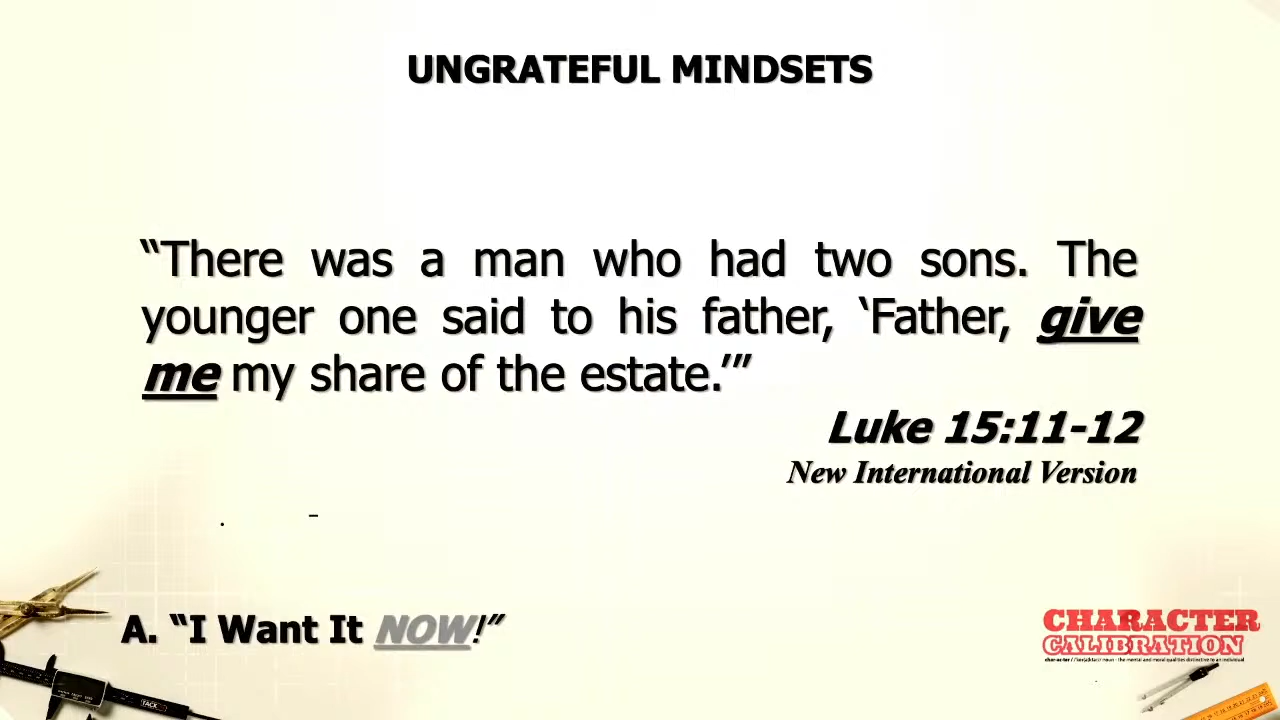 UNGRATEFUL MINDSETS
“There was a man who had two sons. The
younger one said to his father, ‘Father, give
me my share of the estate.’”
Luke 15:11-12
New International Version
. -
A. “I Want It NOW!”
CHARACTER
CALIBRATION